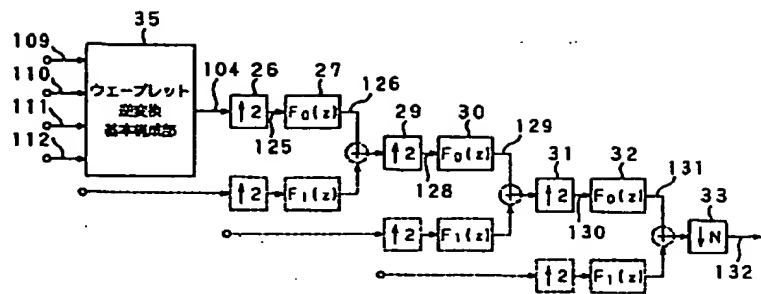 35
109
110
111
112
ウェーブレット
逆変換
基本構成部
104
26
↑2
125
27
F₀(z)
126
↑2
F₁(z)
29
↑2
128
30
F₀(z)
129
↑2
F₁(z)
31
↑2
130
32
F₀(z)
131
↑2
F₁(z)
33
↓N
132